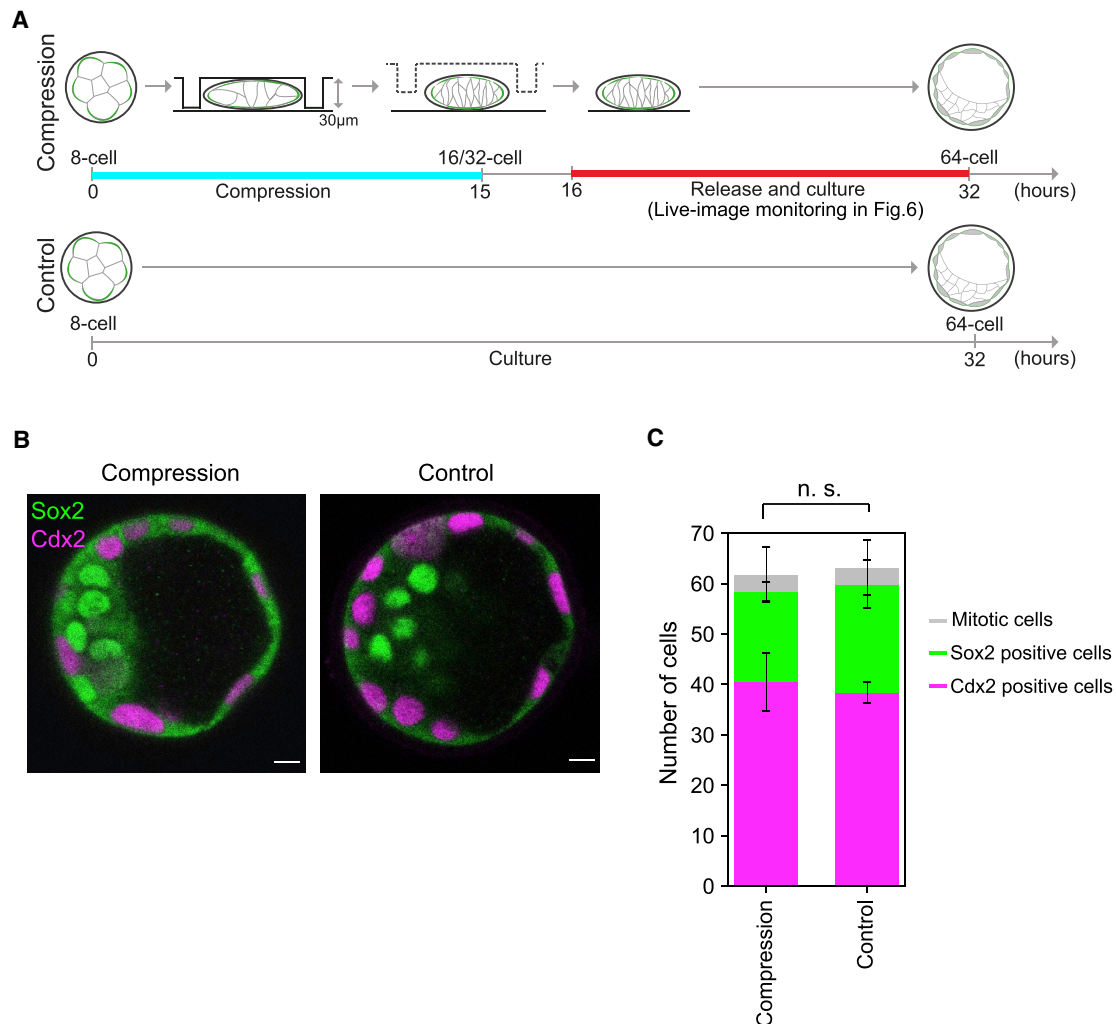 A
Compression
30μm
8-cell
16/32-cell
64-cell
0
Compression
15
16
Release and culture
32
(hours)
(Live-image monitoring in Fig.6)
Control
8-cell
64-cell
0
Culture
32
(hours)
B
Compression
Control
Sox2
Cdx2
C
n. s.
Number of cells
70
60
50
40
30
20
10
0
Compression
Control
Mitotic cells
Sox2 positive cells
Cdx2 positive cells